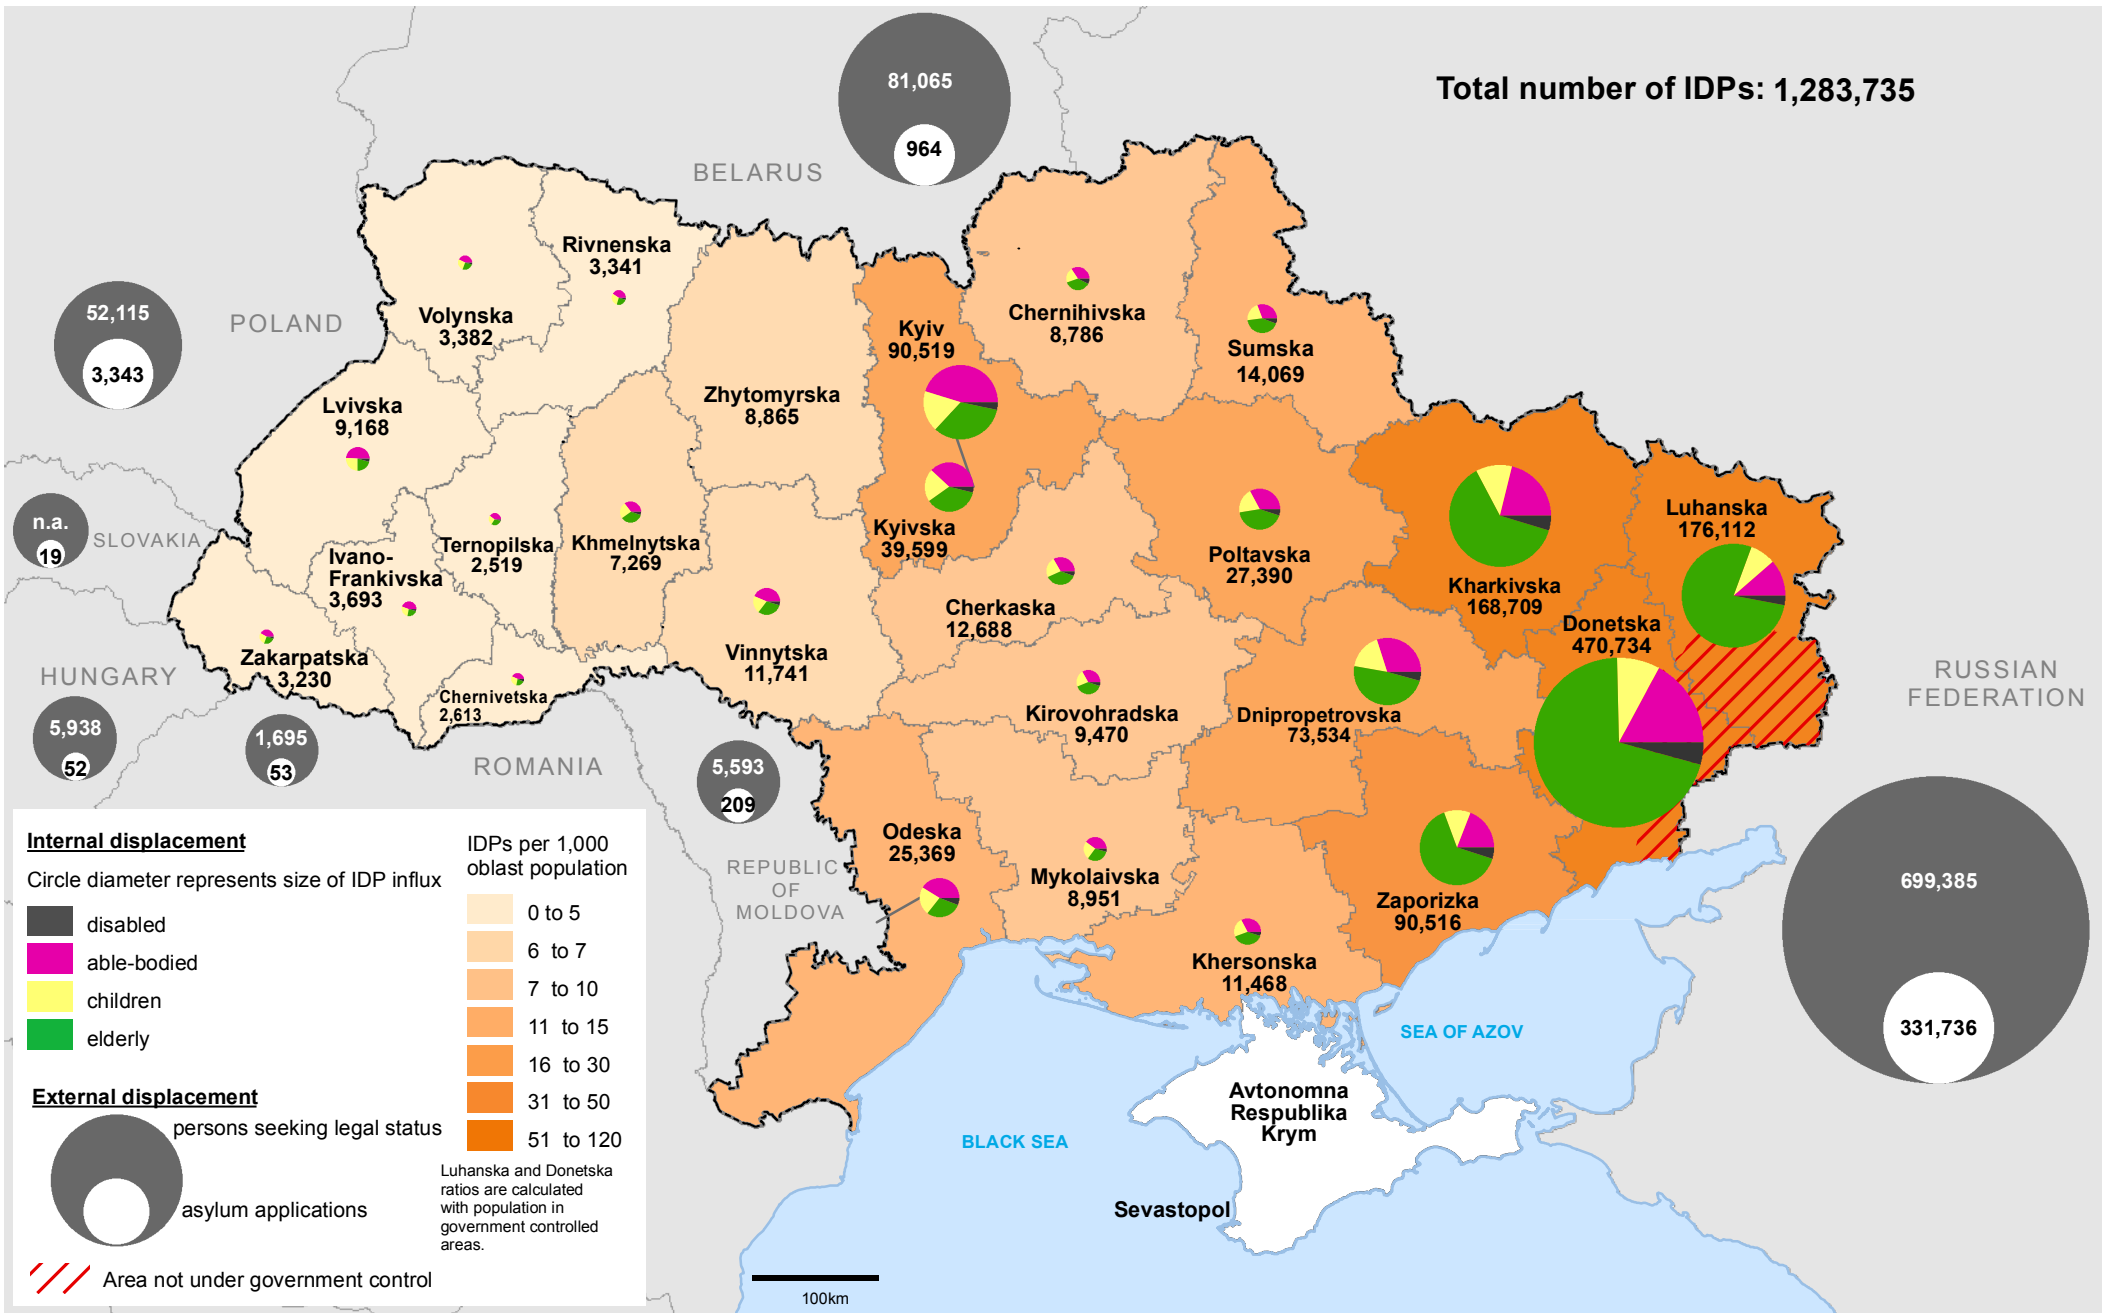 Total number of IDPs: 1,283,735
81,065
964
BELARUS
52,115
3,343
POLAND
n.a.
19
SLOVAKIA
HUNGARY
5,938
52
1,695
53
ROMANIA
5,593
209
REPUBLIC
OF
MOLDOVA
RUSSIAN
FEDERATION
699,385
331,736
Volynska
3,382
Rivnenska
3,341
Zhytomyrska
8,865
Kyiv
90,519
Kyivska
39,599
Chernihivska
8,786
Sumska
14,069
Lvivska
9,168
Ternopilska
2,519
Khmelnytska
7,269
Ivano-
Frankivska
3,693
Zakarpatska
3,230
Chernivetska
2,613
Vinnytska
11,741
Cherkaska
12,688
Poltavska
27,390
Kharkivska
168,709
Luhanska
176,112
Donetska
470,734
Kirovohradska
9,470
Dnipropetrovska
73,534
Odeska
25,369
Mykolaivska
8,951
Zaporizka
90,516
Khersonska
11,468
SEA OF AZOV
Avtonomna
Respublika
Krym
BLACK SEA
Sevastopol
Internal displacement
Circle diameter represents size of IDP influx
disabled
able-bodied
children
elderly
External displacement
persons seeking legal status
asylum applications
Area not under government control
IDPs per 1,000
oblast population
0 to 5
6 to 7
7 to 10
11 to 15
16 to 30
31 to 50
51 to 120
Luhanska and Donetska
ratios are calculated
with population in
government controlled
areas.
100km